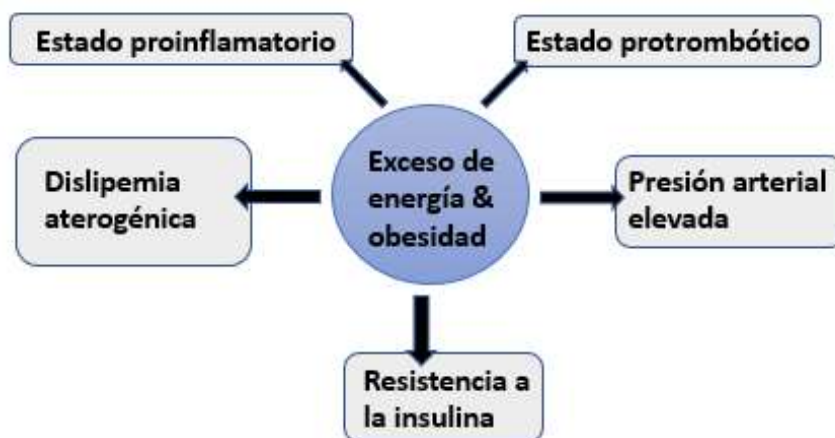 Estado proinflamatorio
Estado protrombótico
Exceso de
energía &
obesidad
Dislipemia
aterogénica
Presión arterial
elevada
Resistencia a
la insulina